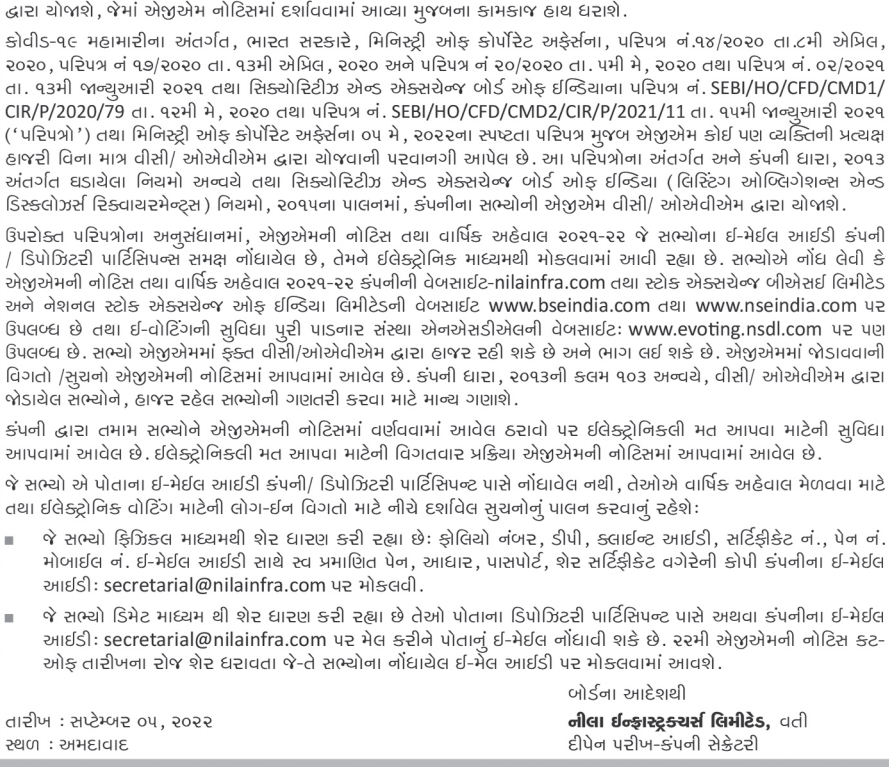 દ્વારા યોજાશે, જેમાં એજીએમ નોટિસમાં દર્શાવવામાં આવ્યા મુજબના કામકાજ હાથ ધરાશે.
કોવીડ-૧૯ મહામારીના અંતર્ગત, ભારત સરકારે, મિનિસ્ટ્રી ઓફ કોર્પોરેટ અફેર્સના, પરિપત્ર નં.૧૪/૨૦૨૦ તા.૮મી એપ્રિલ,
૨૦૨૦, પરિપત્ર નં ૧૭/૨૦૨૦ તા. ૧૩મી એપ્રિલ, ૨૦૨૦ અને પરિપત્ર નં ૨૦/૨૦૨૦ તા. ૫મી મે, ૨૦૨૦ તથા પરિપત્ર નં. ૦૨/૨૦૨૧
તા. ૧૩મી જાન્યુઆરી ૨૦૨૧ તથા સિક્યોરિટીઝ એન્ડ એક્સચેન્જ બોર્ડ ઓફ ઈન્ડિયાના પરિપત્ર નં. SEBI/HO/CFD/CMD1/
CIR/P/2020/79 તા. ૧૨મી મે, ૨૦૨૦ તથા પરિપત્ર નં. SEBI/HO/CFD/CMD2/CIR/P/2021/11 તા. ૧૫મી જાન્યુઆરી ૨૦૨૧
(‘પરિપત્રો’) તથા મિનિસ્ટ્રી ઓફ કોર્પોરેટ અફેર્સના ૦૫ મે, ૨૦૨૨ના સ્પષ્ટતા પરિપત્ર મુજબ એજીએમ કોઈ પણ વ્યક્તિની પ્રત્યક્ષ
હાજરી વિના માત્ર વીસી/ ઓએવીએમ દ્વારા યોજવાની પરવાનગી આપેલ છે. આ પરિપત્રોના અંતર્ગત અને કંપની ધારા, ૨૦૧૩
અંતર્ગત ઘડાયેલા નિયમો અન્વયે તથા સિક્યોરિટીઝ એન્ડ એક્સચેન્જ બોર્ડ ઓફ ઈન્ડિયા (લિસ્ટિંગ ઓબ્લિગેશન્સ એન્ડ
ડિસ્ક્લોઝર્સ રિક્વાયરમેન્ટ્સ) નિયમો, ૨૦૧૫ના પાલનમાં, કંપનીના સભ્યોની એજીએમ વીસી/ ઓએવીએમ દ્વારા યોજાશે.
ઉપરોક્ત પરિપત્રોના અનુસંધાનમાં, એજીએમની નોટિસ તથા વાર્ષિક અહેવાલ ૨૦૨૧-૨૨ જે સભ્યોના ઈ-મેઈલ આઈડી કંપની
/ ડિપોઝિટરી પાર્ટિસિપન્સ સમક્ષ નોંધાયેલ છે, તેમને ઈલેક્ટ્રોનિક માધ્યમથી મોકલવામાં આવી રહ્યા છે. સભ્યોએ નોંધ લેવી કે
એજીએમની નોટિસ તથા વાર્ષિક અહેવાલ ૨૦૨૧-૨૨ કંપનીની વેબસાઈટ-nilainfra.com તથા સ્ટોક એક્સચેન્જ બીએસઈ લિમીટેડ
અને નેશનલ સ્ટોક એક્સચેન્જ ઓફ ઈન્ડિયા લિમીટેડની વેબસાઈટ www.bseindia.com તથા www.nseindia.com પર
ઉપલબ્ધ છે તથા ઈ-વોટિંગની સુવિધા પુરી પાડનાર સંસ્થા એનએસડીએલની વેબસાઈટઃ www.evoting.nsdl.com પર પણ
ઉપલબ્ધ છે. સભ્યો એજીએમમાં ફક્ત વીસી/ઓએવીએમ દ્વારા હાજર રહી શકે છે અને ભાગ લઈ શકે છે. એજીએમમાં જોડાવવાની
વિગતો /સુચનો એજીએમની નોટિસમાં આપવામાં આવેલ છે. કંપની ધારા, ૨૦૧૩ની કલમ ૧૦૩ અન્વયે, વીસી/ ઓએવીએમ દ્વારા
જોડાયેલ સભ્યોને, હાજર રહેલ સભ્યોની ગણતરી કરવા માટે માન્ય ગણાશે.
કંપની દ્વારા તમામ સભ્યોને એજીએમની નોટિસમાં વર્ણવવામાં આવેલ ઠરાવો પર ઈલેક્ટ્રોનિકલી મત આપવા માટેની સુવિધા
આપવામાં આવેલ છે. ઈલેક્ટ્રોનિકલી મત આપવા માટેની વિગતવાર પ્રક્રિયા એજીએમની નોટિસમાં આપવામાં આવેલ છે.
જે સભ્યો એ પોતાના ઈ-મેઈલ આઈડી કંપની/ ડિપોઝિટરી પાર્ટિસિપન્ટ પાસે નોંધાવેલ નથી, તેઓએ વાર્ષિક અહેવાલ મેળવવા માટે
તથા ઈલેક્ટ્રોનિક વોટિંગ માટેની લોગ-ઈન વિગતો માટે નીચે દર્શાવેલ સુચનોનું પાલન કરવાનું રહેશેઃ
■ જે સભ્યો ફિઝિકલ માધ્યમથી શેર ધારણ કરી રહ્યા છેઃ ફોલિયો નંબર, ડીપી, ક્લાઈન્ટ આઈડી, સર્ટિફીકેટ નં., પેન નં.
મોબાઈલ નં. ઈ-મેઈલ આઈડી સાથે સ્વ પ્રમાણિત પેન, આધાર, પાસપોર્ટ, શેર સર્ટિફીકેટ વગેરેની કોપી કંપનીના ઈ-મેઈલ
આઈડીઃ secretarial@nilainfra.com પર મોકલવી.
■ જે સભ્યો ડિમેટ માધ્યમ થી શેર ધારણ કરી રહ્યા છે તેઓ પોતાના ડિપોઝિટરી પાર્ટિસિપન્ટ પાસે અથવા કંપનીના ઈ-મેઈલ
આઈડીઃ secretarial@nilainfra.com પર મેલ કરીને પોતાનું ઈ-મેઈલ નોંધાવી શકે છે. ૨૨મી એજીએમની નોટિસ કટ-
ઓફ તારીખના રોજ શેર ધરાવતા જે-તે સભ્યોના નોંધાયેલ ઈ-મેલ આઈડી પર મોકલવામાં આવશે.
બોર્ડના આદેશથી
તારીખ : સપ્ટેમ્બર ૦૫, ૨૦૨૨ નીલા ઈન્ફ્રાસ્ટ્રક્ચર્સ લિમીટેડ, વતી
સ્થળ : અમદાવાદ દીપેન પરીખ-કંપની સેક્રેટરી